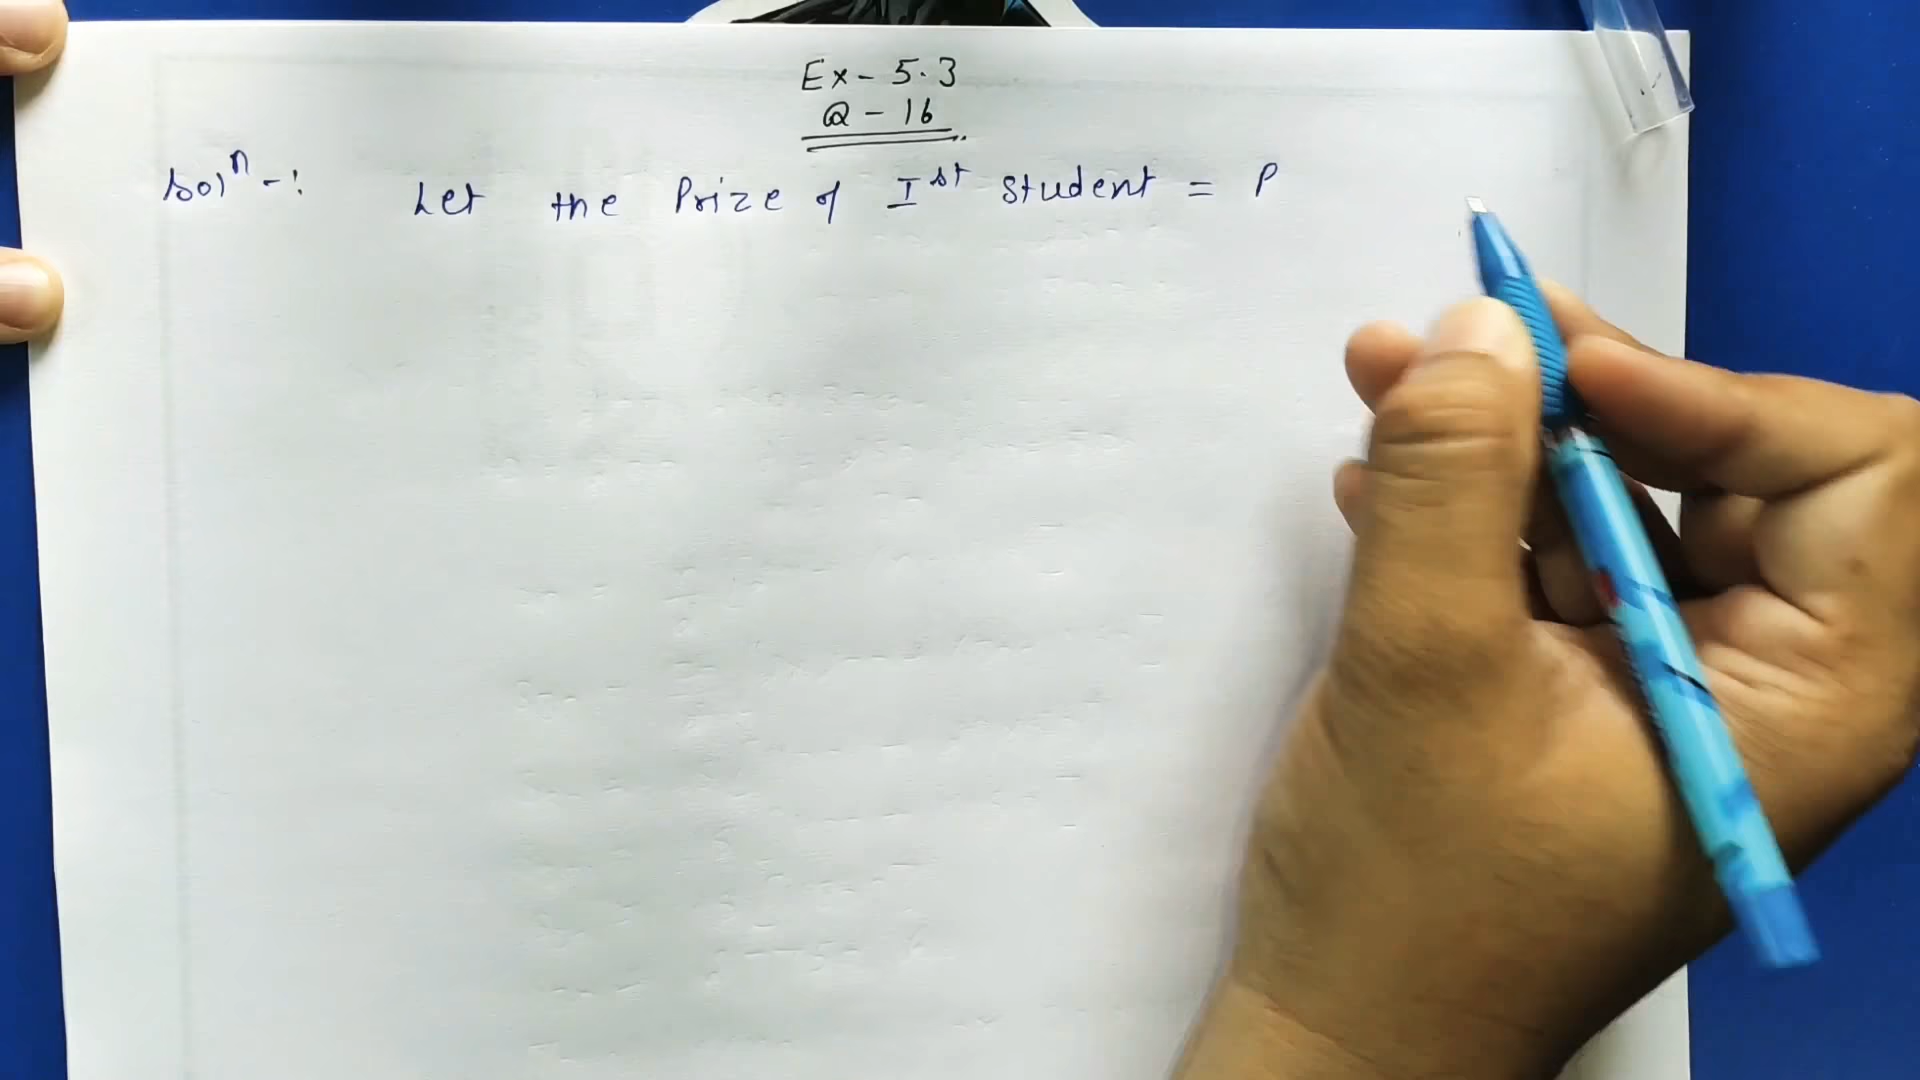 Ex - 5.3
Q - 16
Solⁿ -: Let the Prize of Iˢᵗ Student = P